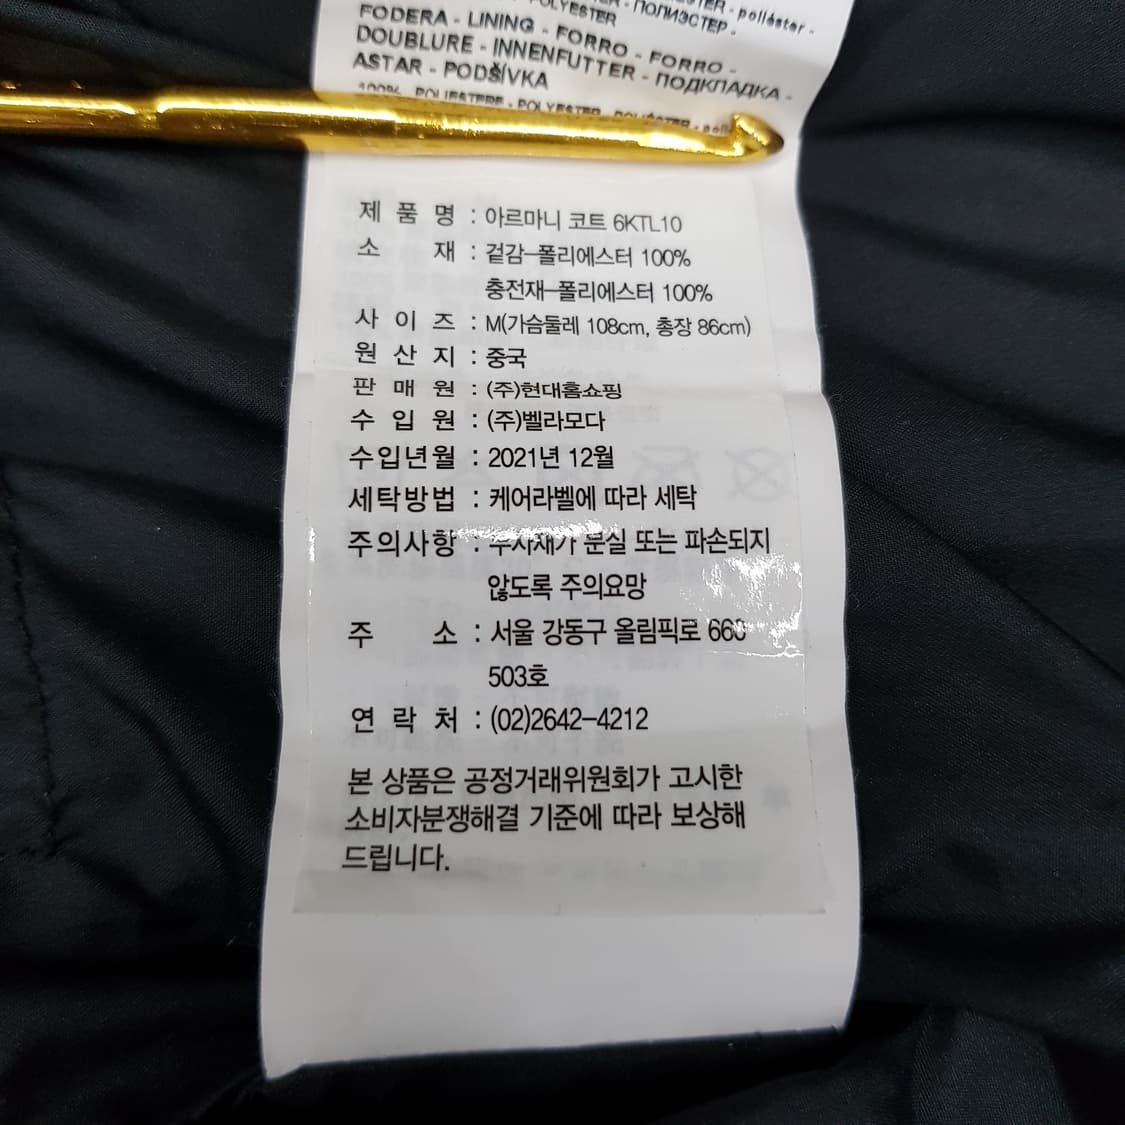 POLYESTER - ПОЛИЭСТЕР - poliéster -
FODERA - LINING - FORRO - FORRO -
DOUBLURE - INNENFUTTER - ПОДКЛАДКА -
ASTAR - PODŠÍVKA
100% POLIESTERE - POLYESTER - POLIÉSTER -
제 품 명 : 아르마니 코트 6KTL10
소 재 : 겉감-폴리에스터 100%
충전재-폴리에스터 100%
사 이 즈 : M(가슴둘레 108cm, 총장 86cm)
원 산 지 : 중국
판 매 원 : (주)현대홈쇼핑
수 입 원 : (주)벨라모다
수입년월 : 2021년 12월
세탁방법 : 케어라벨에 따라 세탁
주의사항 : 부자재가 분실 또는 파손되지
않도록 주의요망
주 소 : 서울 강동구 올림픽로
503호
연 락 처 : (02)2642-4212
본 상품은 공정거래위원회가 고시한
소비자분쟁해결 기준에 따라 보상해
드립니다.